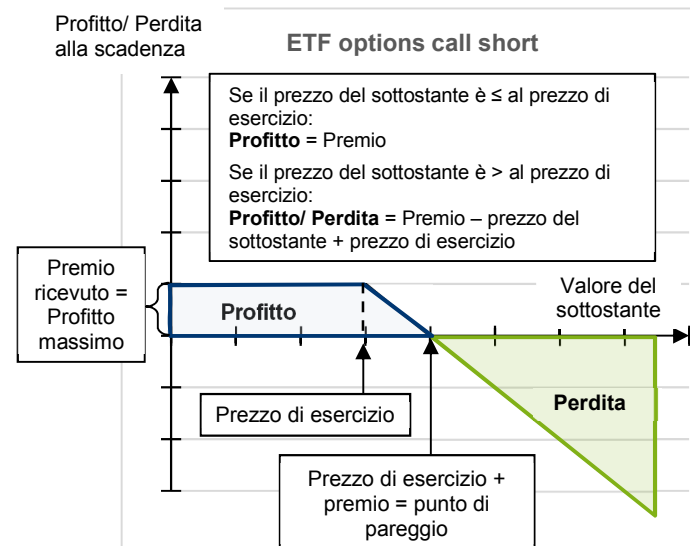 Profitto/ Perdita
alla scadenza
ETF options call short
Se il prezzo del sottostante è ≤ al prezzo di
esercizio:
Profitto = Premio
Se il prezzo del sottostante è > al prezzo di
esercizio:
Profitto/ Perdita = Premio – prezzo del
sottostante + prezzo di esercizio
Premio
ricevuto =
Profitto
massimo
Profitto
Valore del
sottostante
Perdita
Prezzo di esercizio
Prezzo di esercizio +
premio = punto di
pareggio